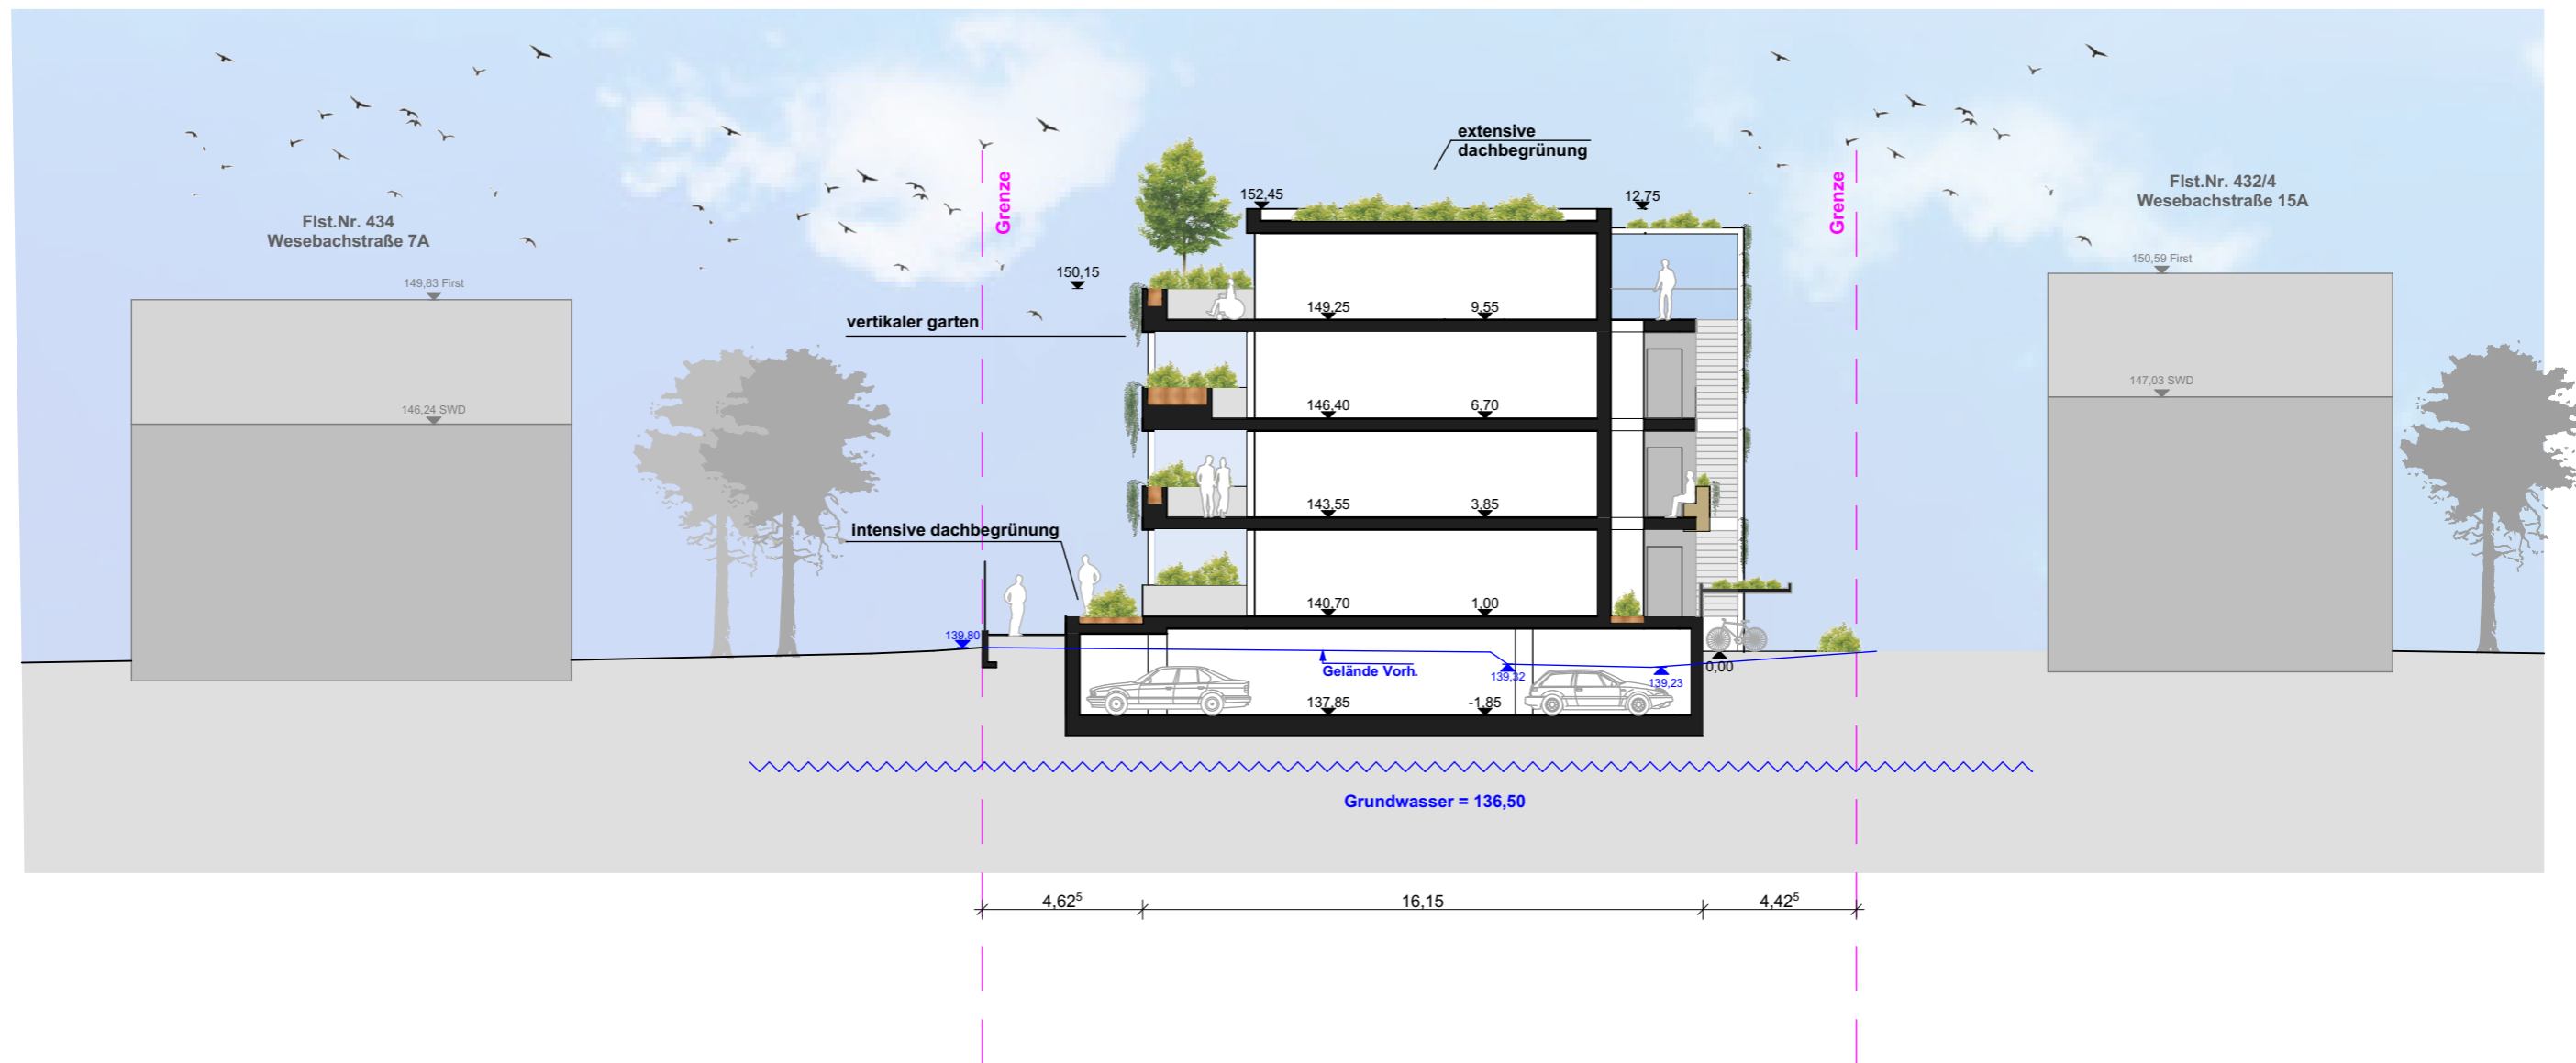 extensive
dachbegrünung
Grenze
Grenze
Flst.Nr. 432/4
Wesebachstraße 15A
152,45
12,75
Flst.Nr. 434
Wesebachstraße 7A
150,15
150,59 First
149,83 First
149,25
9,55
vertikaler garten
147,03 SWD
146,24 SWD
146,40
6,70
143,55
3,85
intensive dachbegrünung
140,70
1,00
139,80
Gelände Vorh.
139,32
139,23
0,00
137,85
-1,85
Grundwasser = 136,50
4,62⁵
16,15
4,42⁵